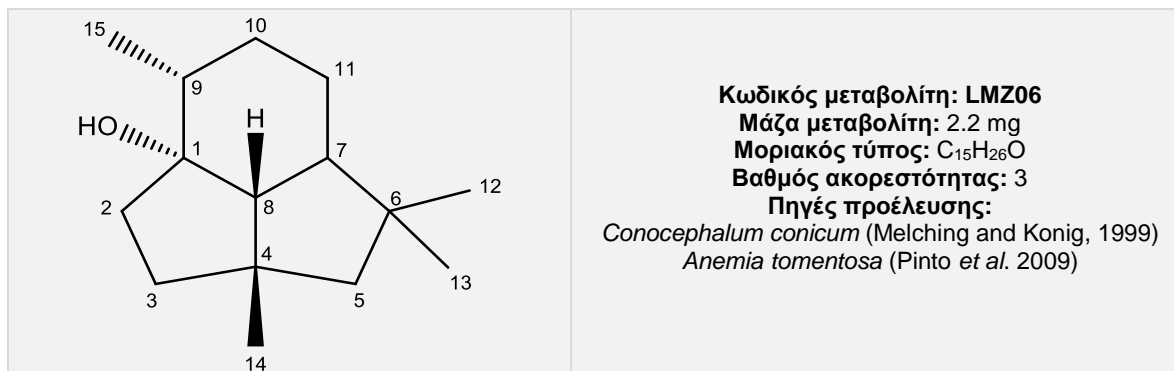 15
10
9
11
H
HO
1
7
12
2
8
6
4
13
3
5
14
Κωδικός μεταβολίτη: LMZ06
Μάζα μεταβολίτη: 2.2 mg
Μοριακός τύπος: C₁₅H₂₆O
Βαθμός ακορεστότητας: 3
Πηγές προέλευσης:
Conocephalum conicum (Melching and Konig, 1999)
Anemia tomentosa (Pinto et al. 2009)